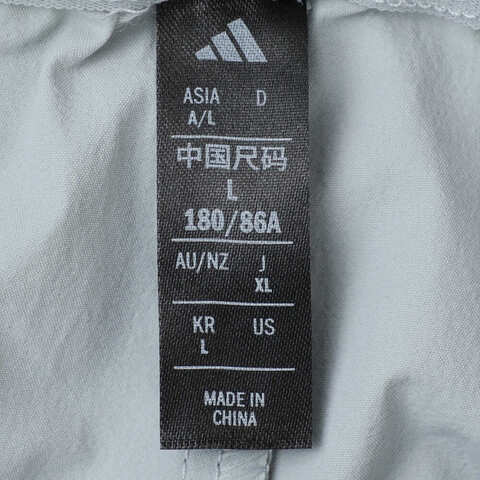 ASIA D
A/L
中国尺码
L
180/86A
AU/NZ J
XL
KR US
L
MADE IN
CHINA